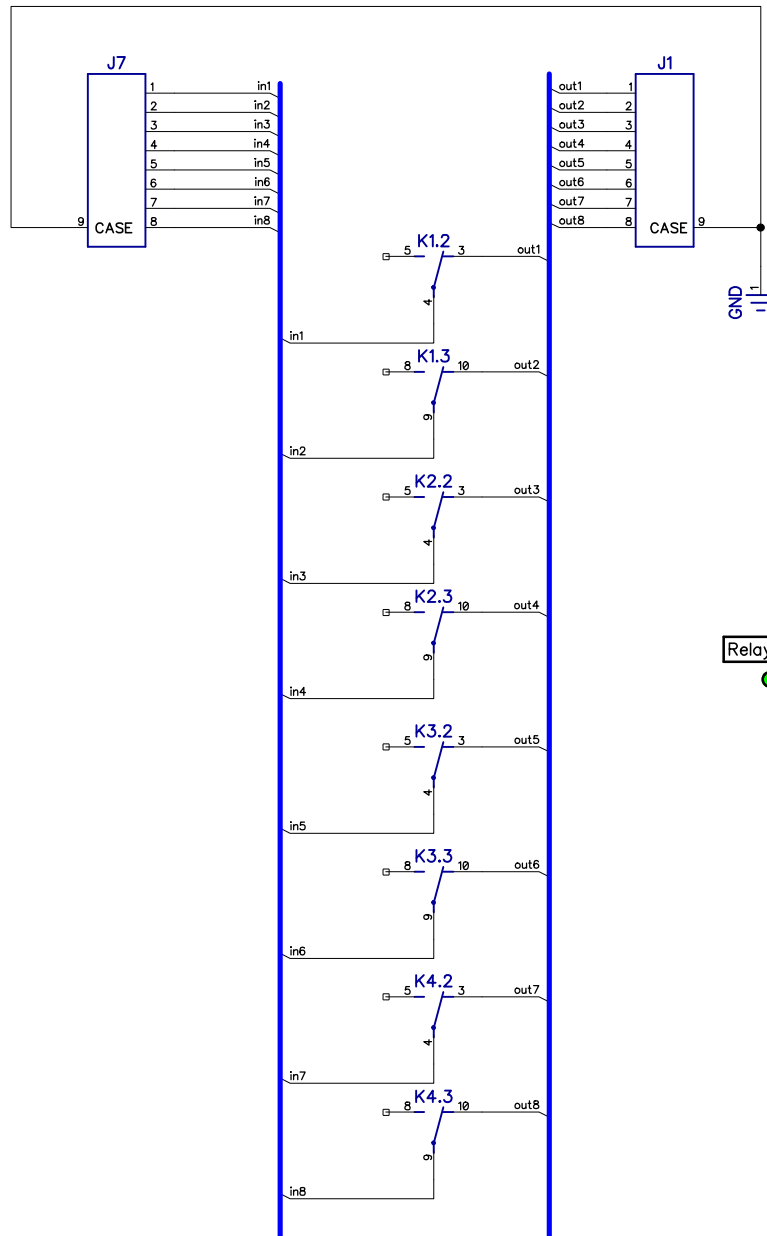 J7 J1
1 in1 out1 1
2 in2 out2 2
3 in3 out3 3
4 in4 out4 4
5 in5 out5 5
6 in6 out6 6
7 in7 out7 7
9 CASE 8 in8 out8 8 CASE 9
K1.2
5 3 out1
4
in1
GND 1
K1.3
8 10 out2
9
in2
K2.2
5 3 out3
4
in3
K2.3
8 10 out4
9
in4
Relay
K3.2
5 3 out5
4
in5
K3.3
8 10 out6
9
in6
K4.2
5 3 out7
4
in7
K4.3
8 10 out8
9
in8